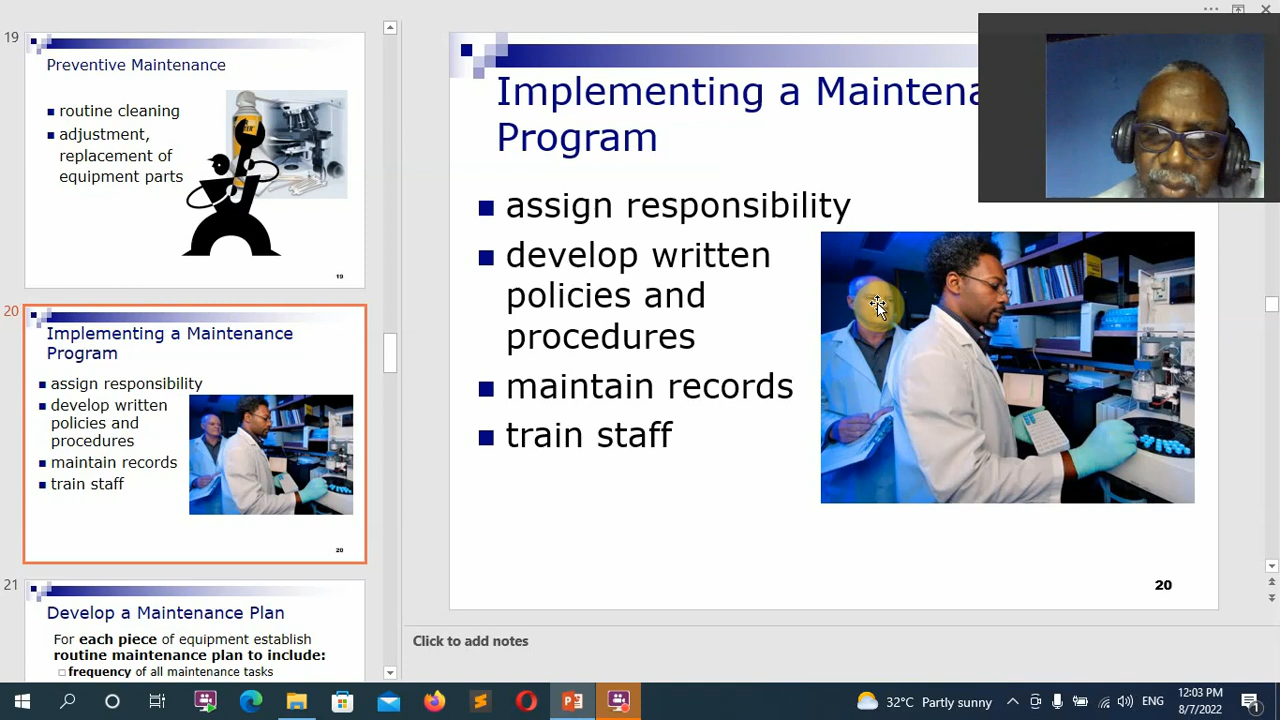 19
Preventive Maintenance
routine cleaning
adjustment,
replacement of
equipment parts
19
20
Implementing a Maintenance
Program
assign responsibility
develop written
policies and
procedures
maintain records
train staff
20
21
Develop a Maintenance Plan
For each piece of equipment establish
routine maintenance plan to include:
frequency of all maintenance tasks
Implementing a Maintena
Program
assign responsibility
develop written
policies and
procedures
maintain records
train staff
20
Click to add notes
32°C Partly sunny
ENG
12:03 PM
8/7/2022